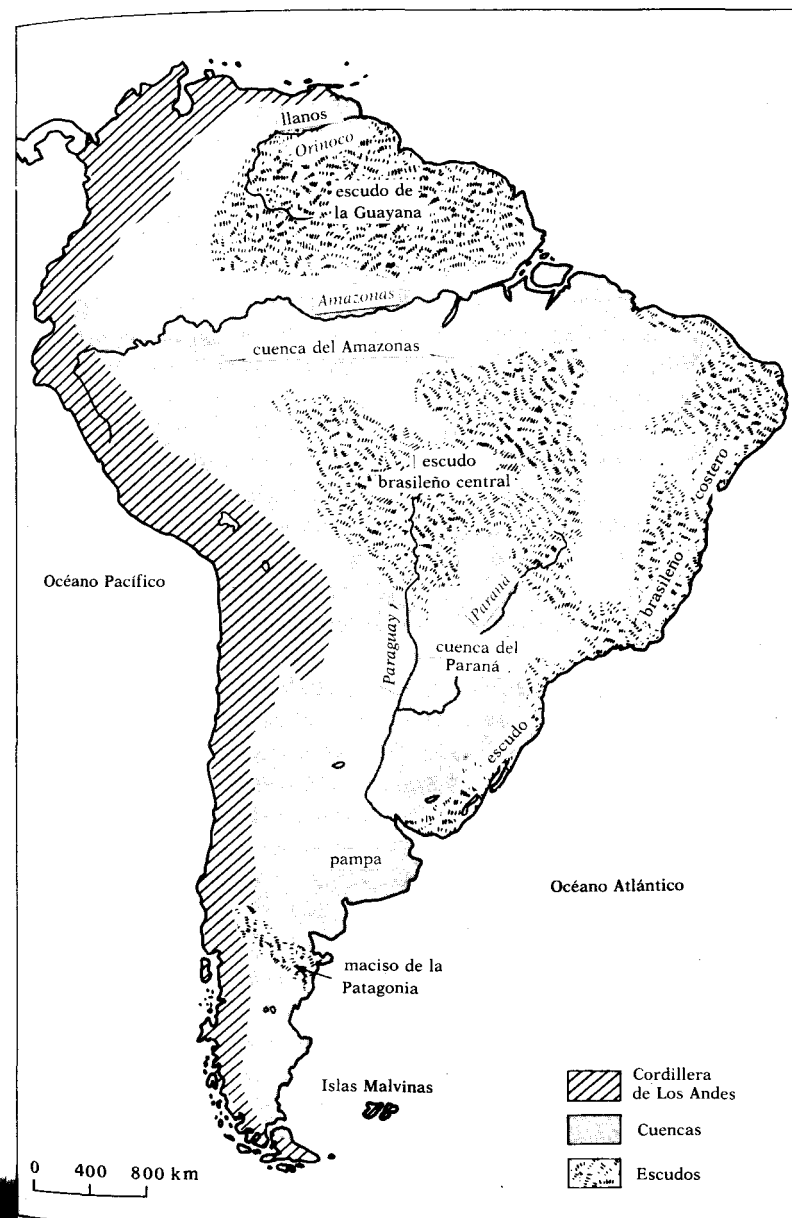 llanos
Orinoco
escudo de
la Guayana
Amazonas
cuenca del Amazonas
escudo
brasileño central
costero
Océano Pacífico
brasileño
Paraná
Paraguay
cuenca del
Paraná
escudo
pampa
Océano Atlántico
maciso de la
Patagonia
Islas Malvinas
Cordillera
de Los Andes
Cuencas
Escudos
0 400 800 km